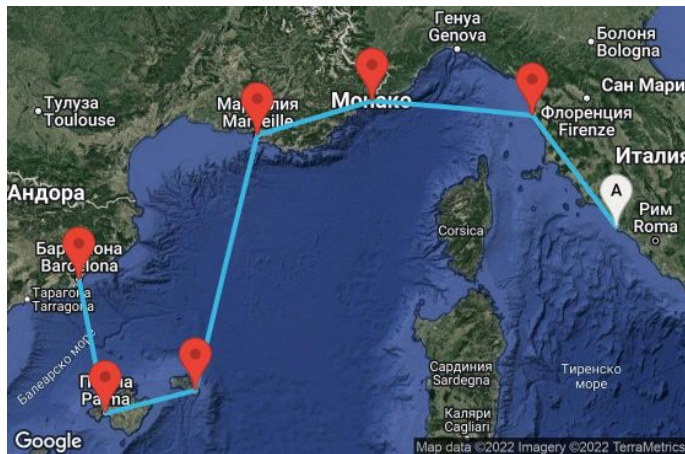 Генуа
Genova
Болоня
Bologna
Тулуза
Toulouse
Марсилия
Marseille
Монако
Сан Мари
Флоренция
Firenze
Италия
Андора
A
Рим
Roma
Corsica
Барселона
Barcelona
Тарагона
Tarragona
Балеарско море
Палма
Palma
Сардиния
Sardegna
Тиренско
море
Каляри
Cagliari
Google
Map data ©2022 Imagery ©2022 TerraMetrics